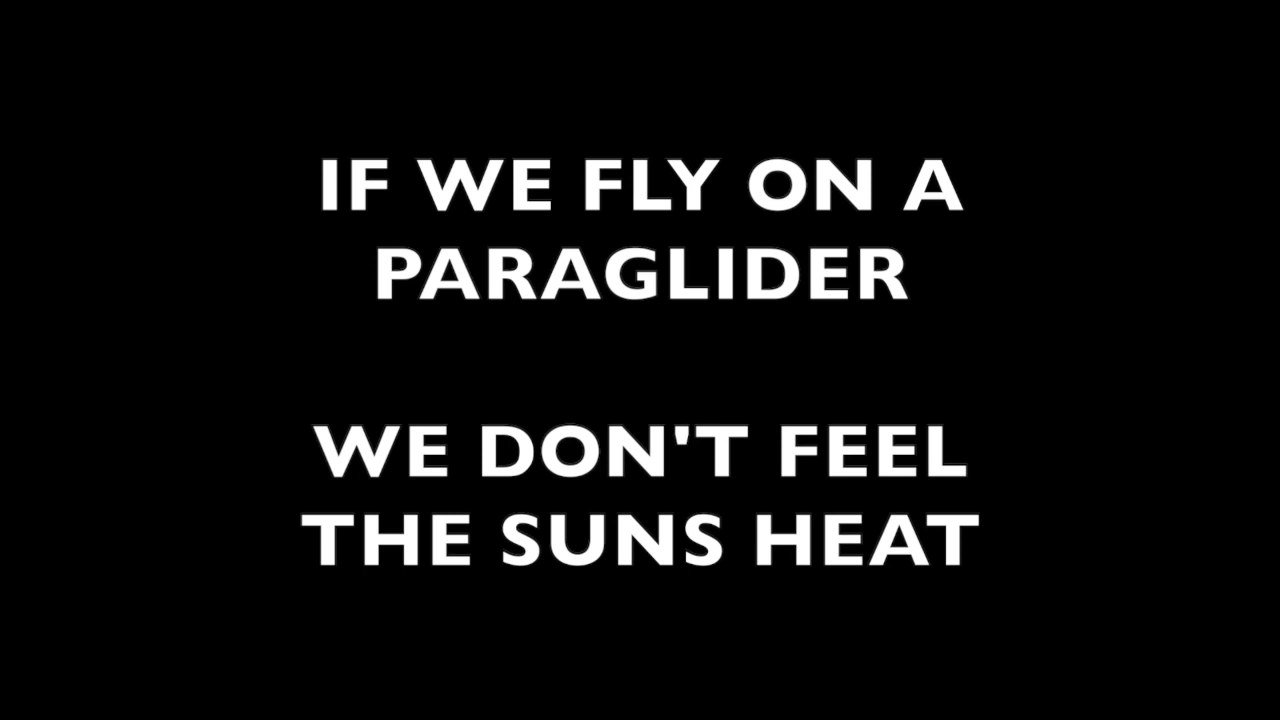 IF WE FLY ON A
PARAGLIDER
WE DON'T FEEL
THE SUNS HEAT